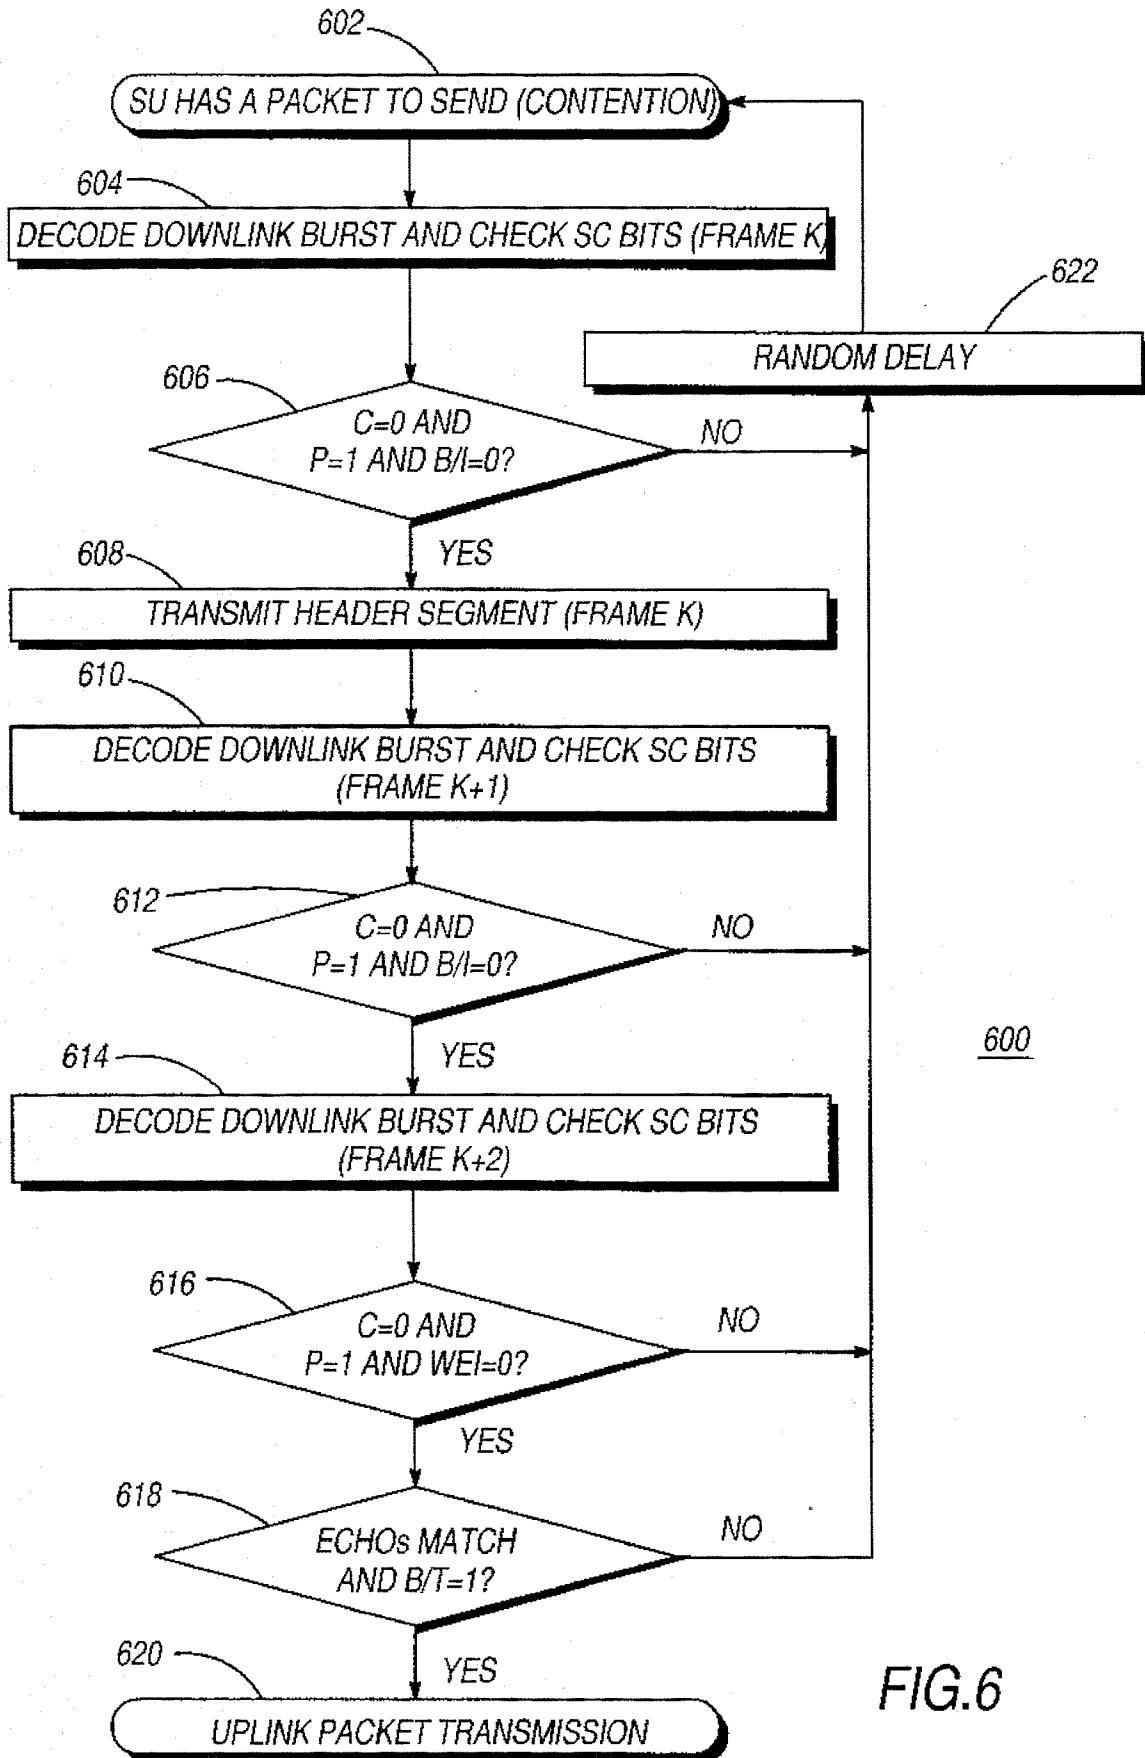 602
SU HAS A PACKET TO SEND (CONTENTION)
604
DECODE DOWNLINK BURST AND CHECK SC BITS (FRAME K)
622
RANDOM DELAY
606
C=0 AND
P=1 AND B/I=0?
NO
YES
608
TRANSMIT HEADER SEGMENT (FRAME K)
610
DECODE DOWNLINK BURST AND CHECK SC BITS
(FRAME K+1)
612
C=0 AND
P=1 AND B/I=0?
NO
YES
600
614
DECODE DOWNLINK BURST AND CHECK SC BITS
(FRAME K+2)
616
C=0 AND
P=1 AND WEI=0?
NO
YES
618
ECHOs MATCH
AND B/T=1?
NO
YES
620
UPLINK PACKET TRANSMISSION
FIG.6